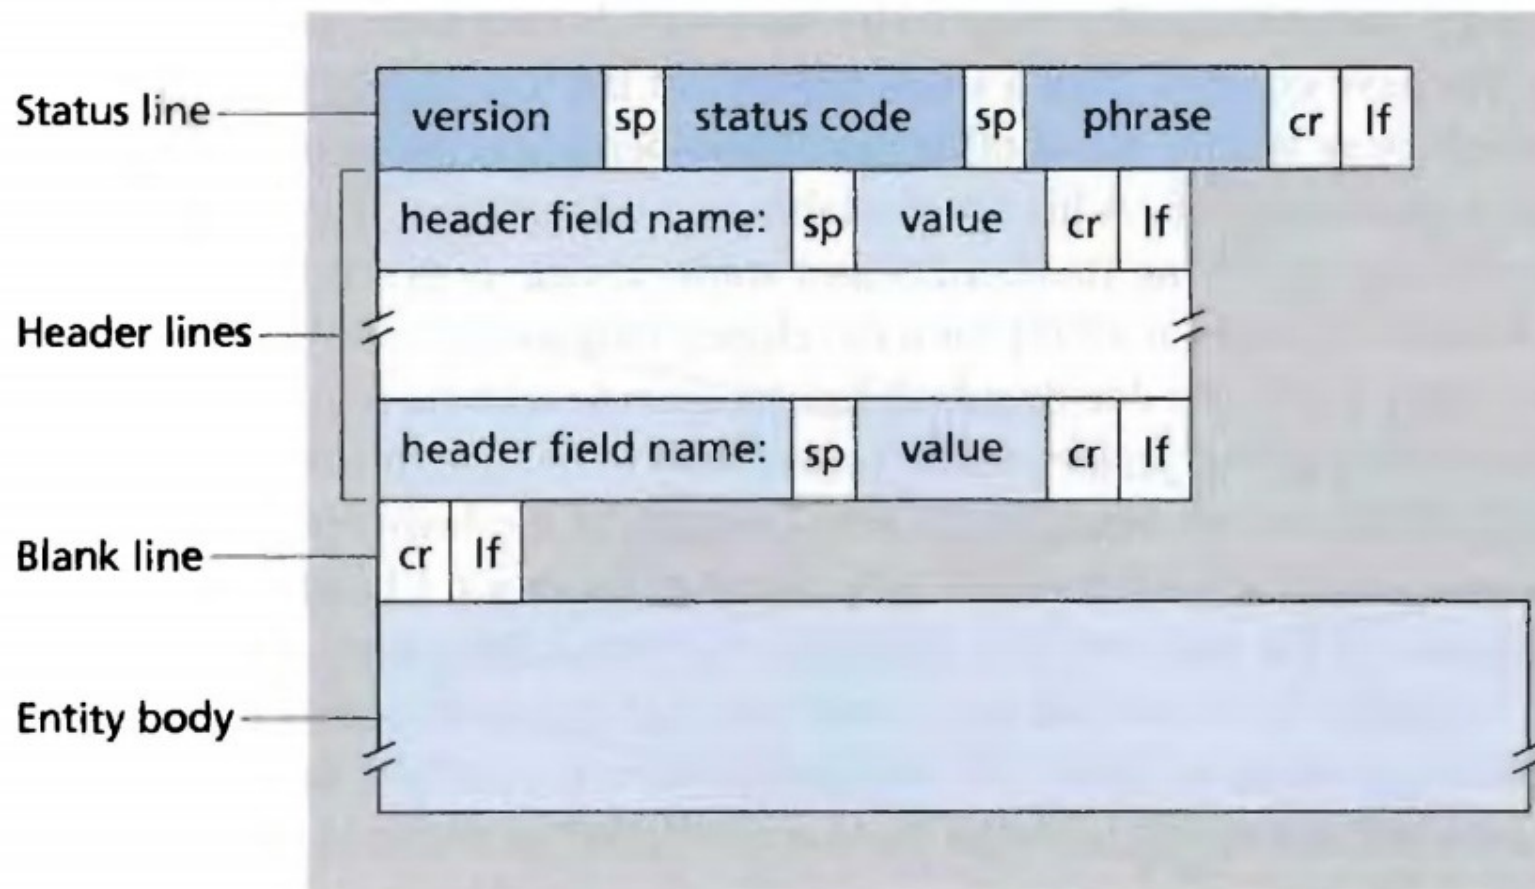 Status line version sp status code sp phrase cr lf
header field name: sp value cr lf
Header lines
header field name: sp value cr lf
Blank line cr lf
Entity body